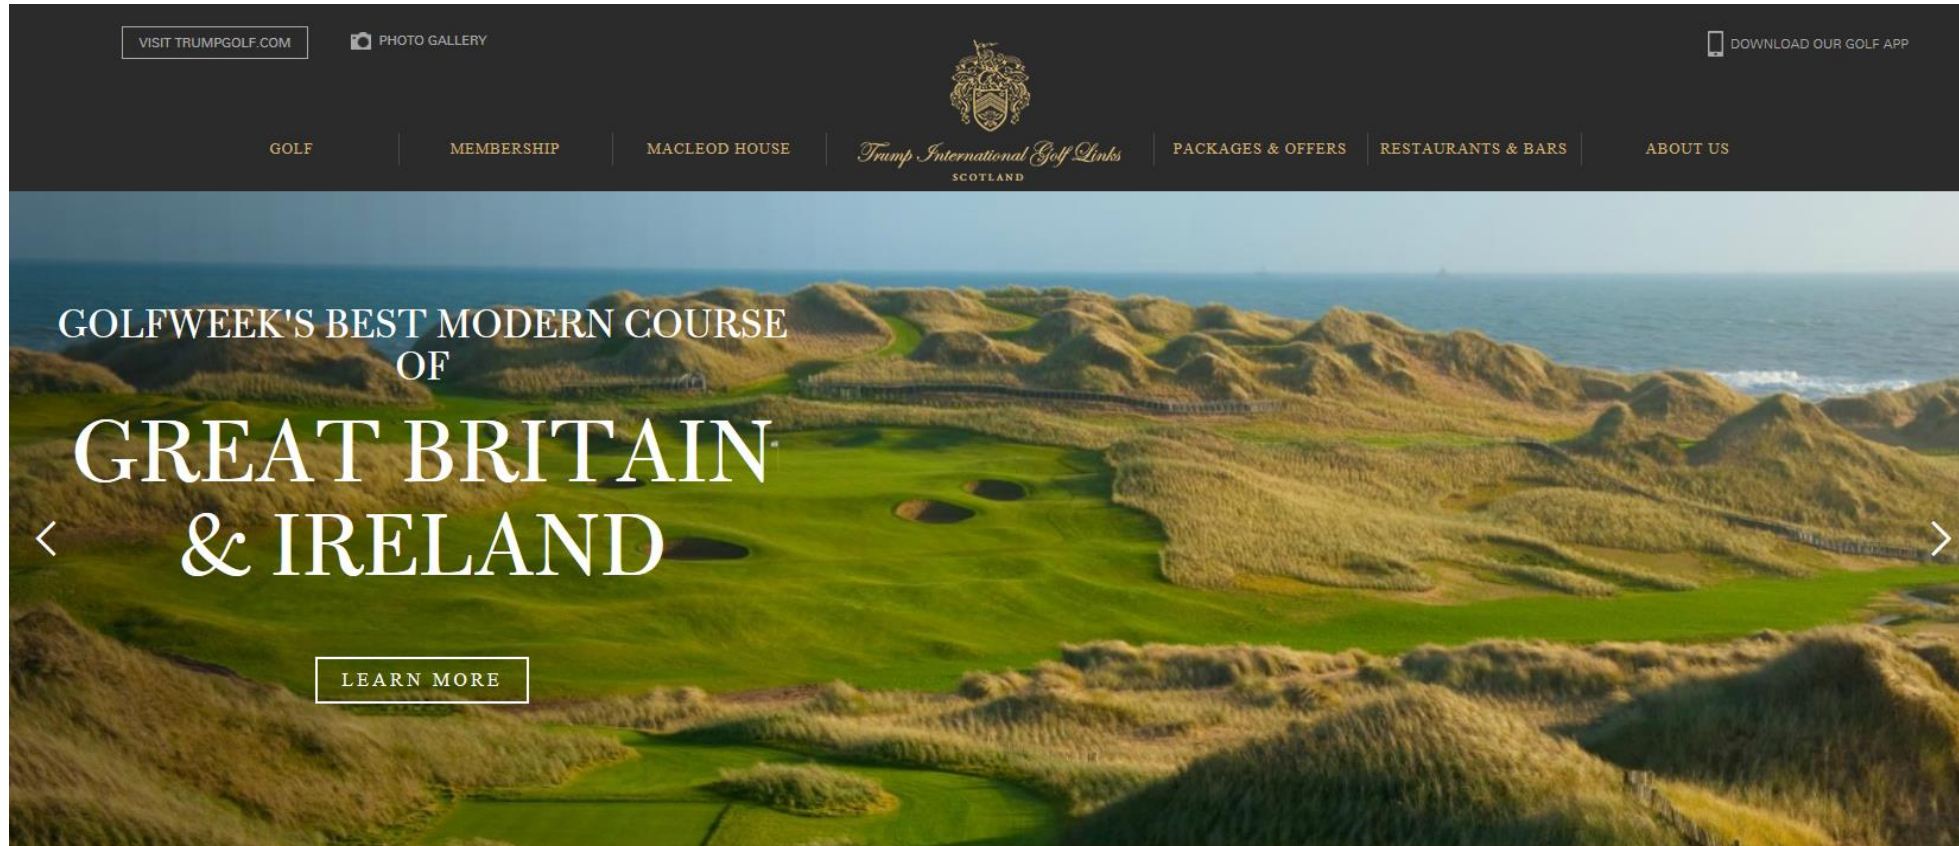 VISIT TRUMPGOLF.COM
PHOTO GALLERY
DOWNLOAD OUR GOLF APP
GOLF
MEMBERSHIP
MACLEOD HOUSE
Trump International Golf Links
SCOTLAND
PACKAGES & OFFERS
RESTAURANTS & BARS
ABOUT US
GOLFWEEK'S BEST MODERN COURSE
OF
GREAT BRITAIN
& IRELAND
LEARN MORE